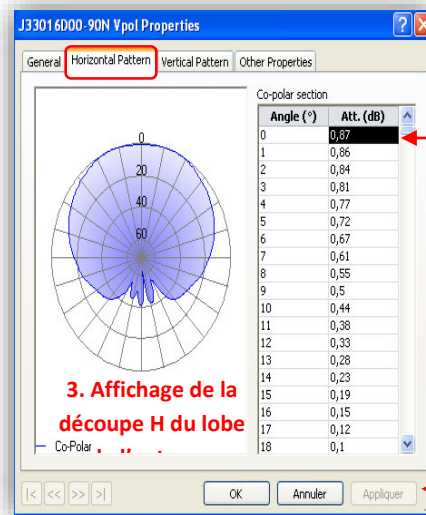 J33016D00-90N Vpol Properties
General Horizontal Pattern Vertical Pattern Other Properties
Co-polar section
Angle (°) Att. (dB)
0 0,87
1 0,86
2 0,84
3 0,81
4 0,77
5 0,72
6 0,67
7 0,61
8 0,55
9 0,5
10 0,44
11 0,38
12 0,33
13 0,28
14 0,23
15 0,19
16 0,15
17 0,12
18 0,1
0
20
40
60
3. Affichage de la
découpe H du lobe
Co-Polar
|< << >> >| OK Annuler Appliquer